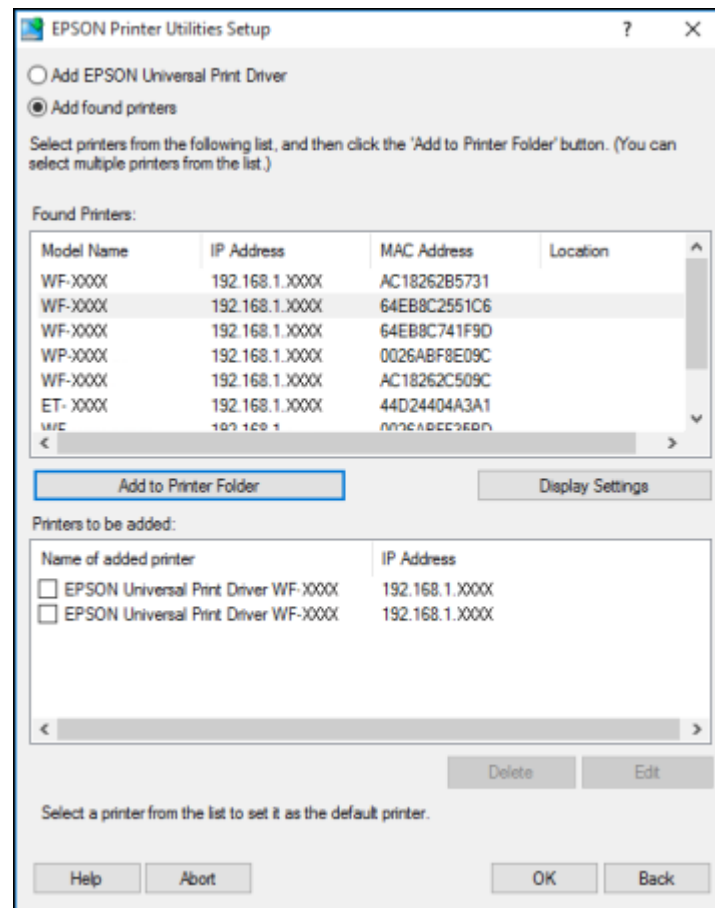 EPSON Printer Utilities Setup ? X
Add EPSON Universal Print Driver
Add found printers
Select printers from the following list, and then click the 'Add to Printer Folder' button. (You can
select multiple printers from the list.)
Found Printers:
Model Name IP Address MAC Address Location
WF-XXXX 192.168.1.XXXX AC18262B5731
WF-XXXX 192.168.1.XXXX 64EB8C2551C6
WF-XXXX 192.168.1.XXXX 64EB8C741F9D
WP-XXXX 192.168.1.XXXX 0026ABF8E09C
WF-XXXX 192.168.1.XXXX AC18262C509C
ET- XXXX 192.168.1.XXXX 44D24404A3A1
WF 192.168.1
Add to Printer Folder Display Settings
Printers to be added:
Name of added printer IP Address
EPSON Universal Print Driver WF-XXXX 192.168.1.XXXX
EPSON Universal Print Driver WF-XXXX 192.168.1.XXXX
Delete Edit
Select a printer from the list to set it as the default printer.
Help Abort OK Back